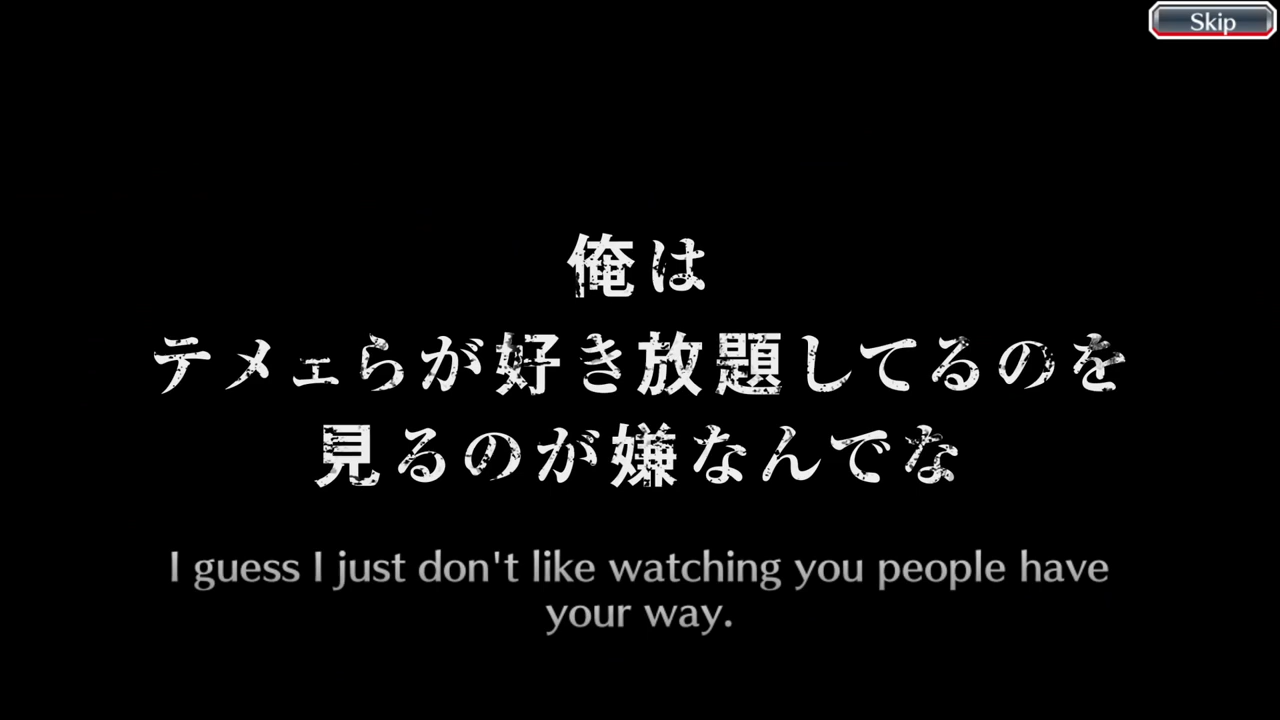 Skip
俺は
テメェらが好き放題してるのを
見るのが嫌なんでな
I guess I just don't like watching you people have
your way.